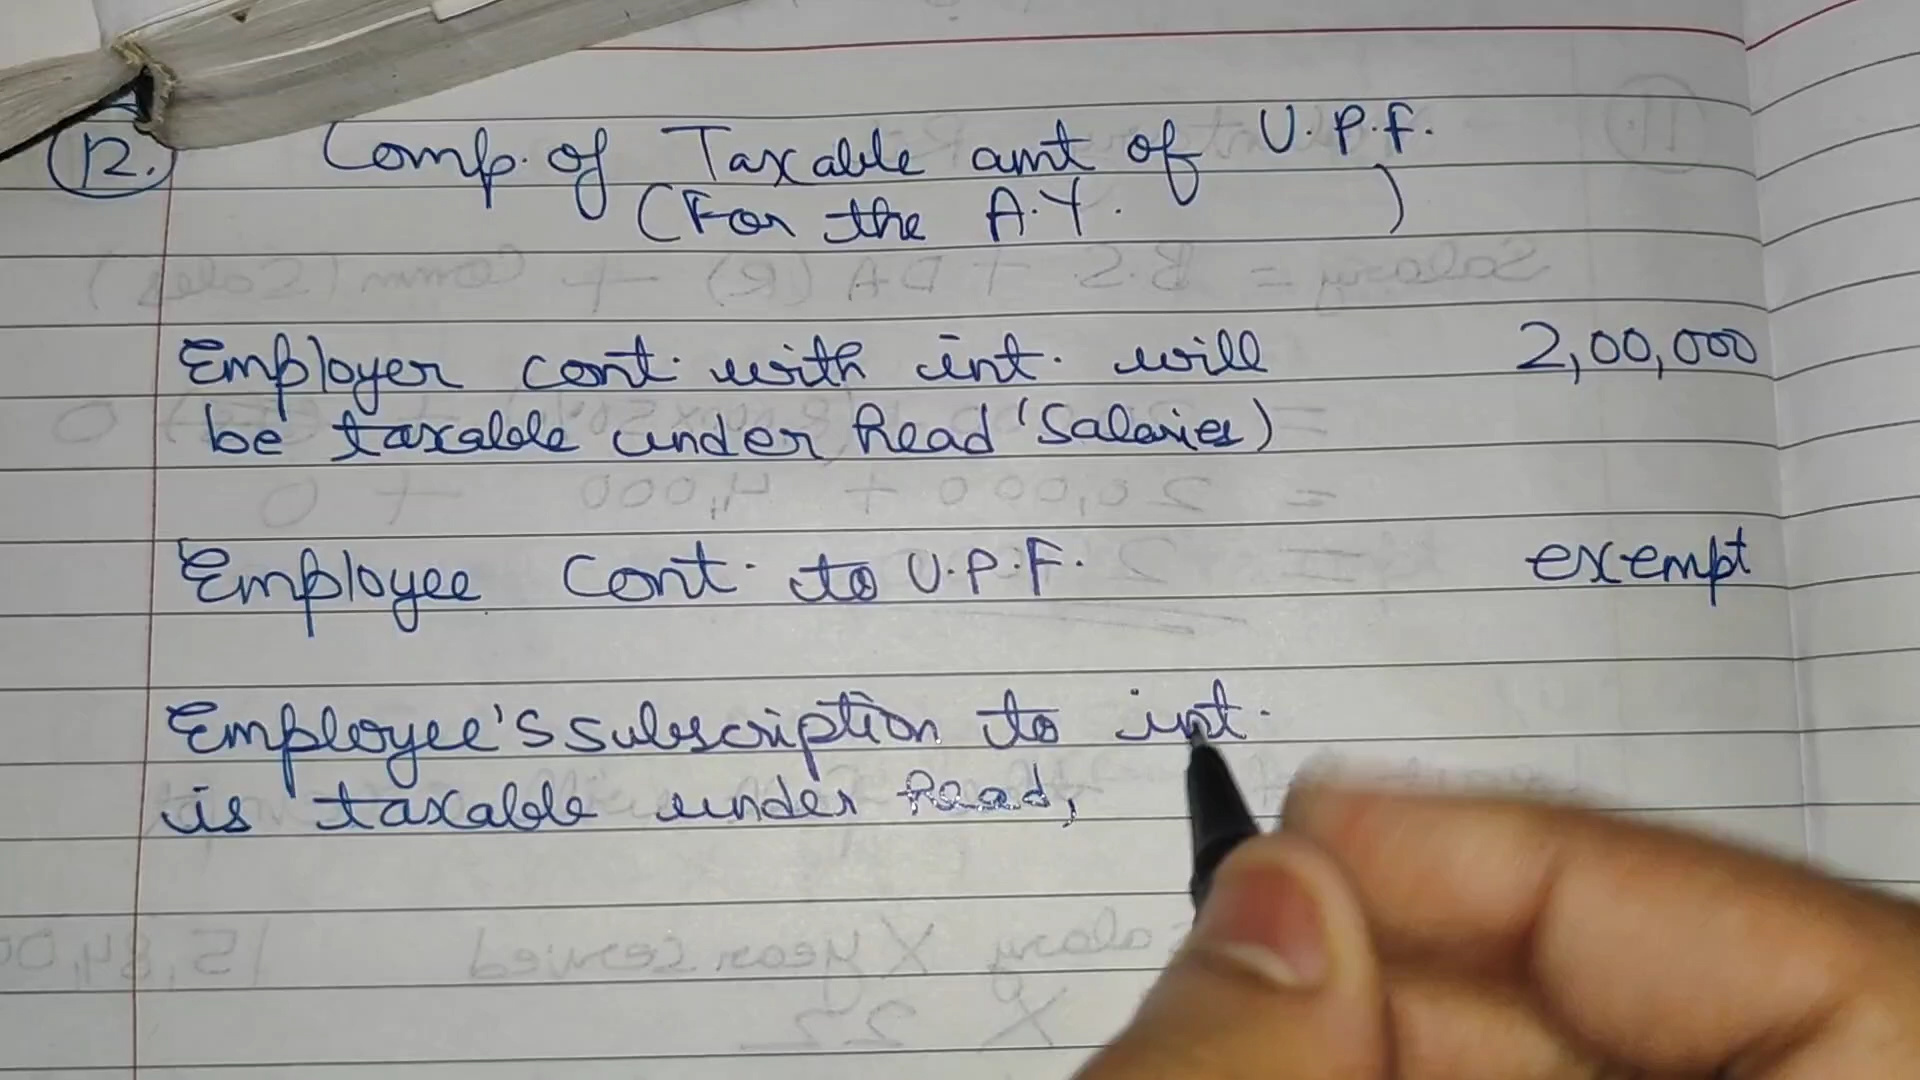 12. Comp. of Taxable amt of U.P.F.
(For the A.Y. )
Employer cont. with int. will 2,00,000
be taxable under head 'Salaries)
Employee Cont. to U.P.F. exempt
Employee's subscription to int.
is taxable under head,